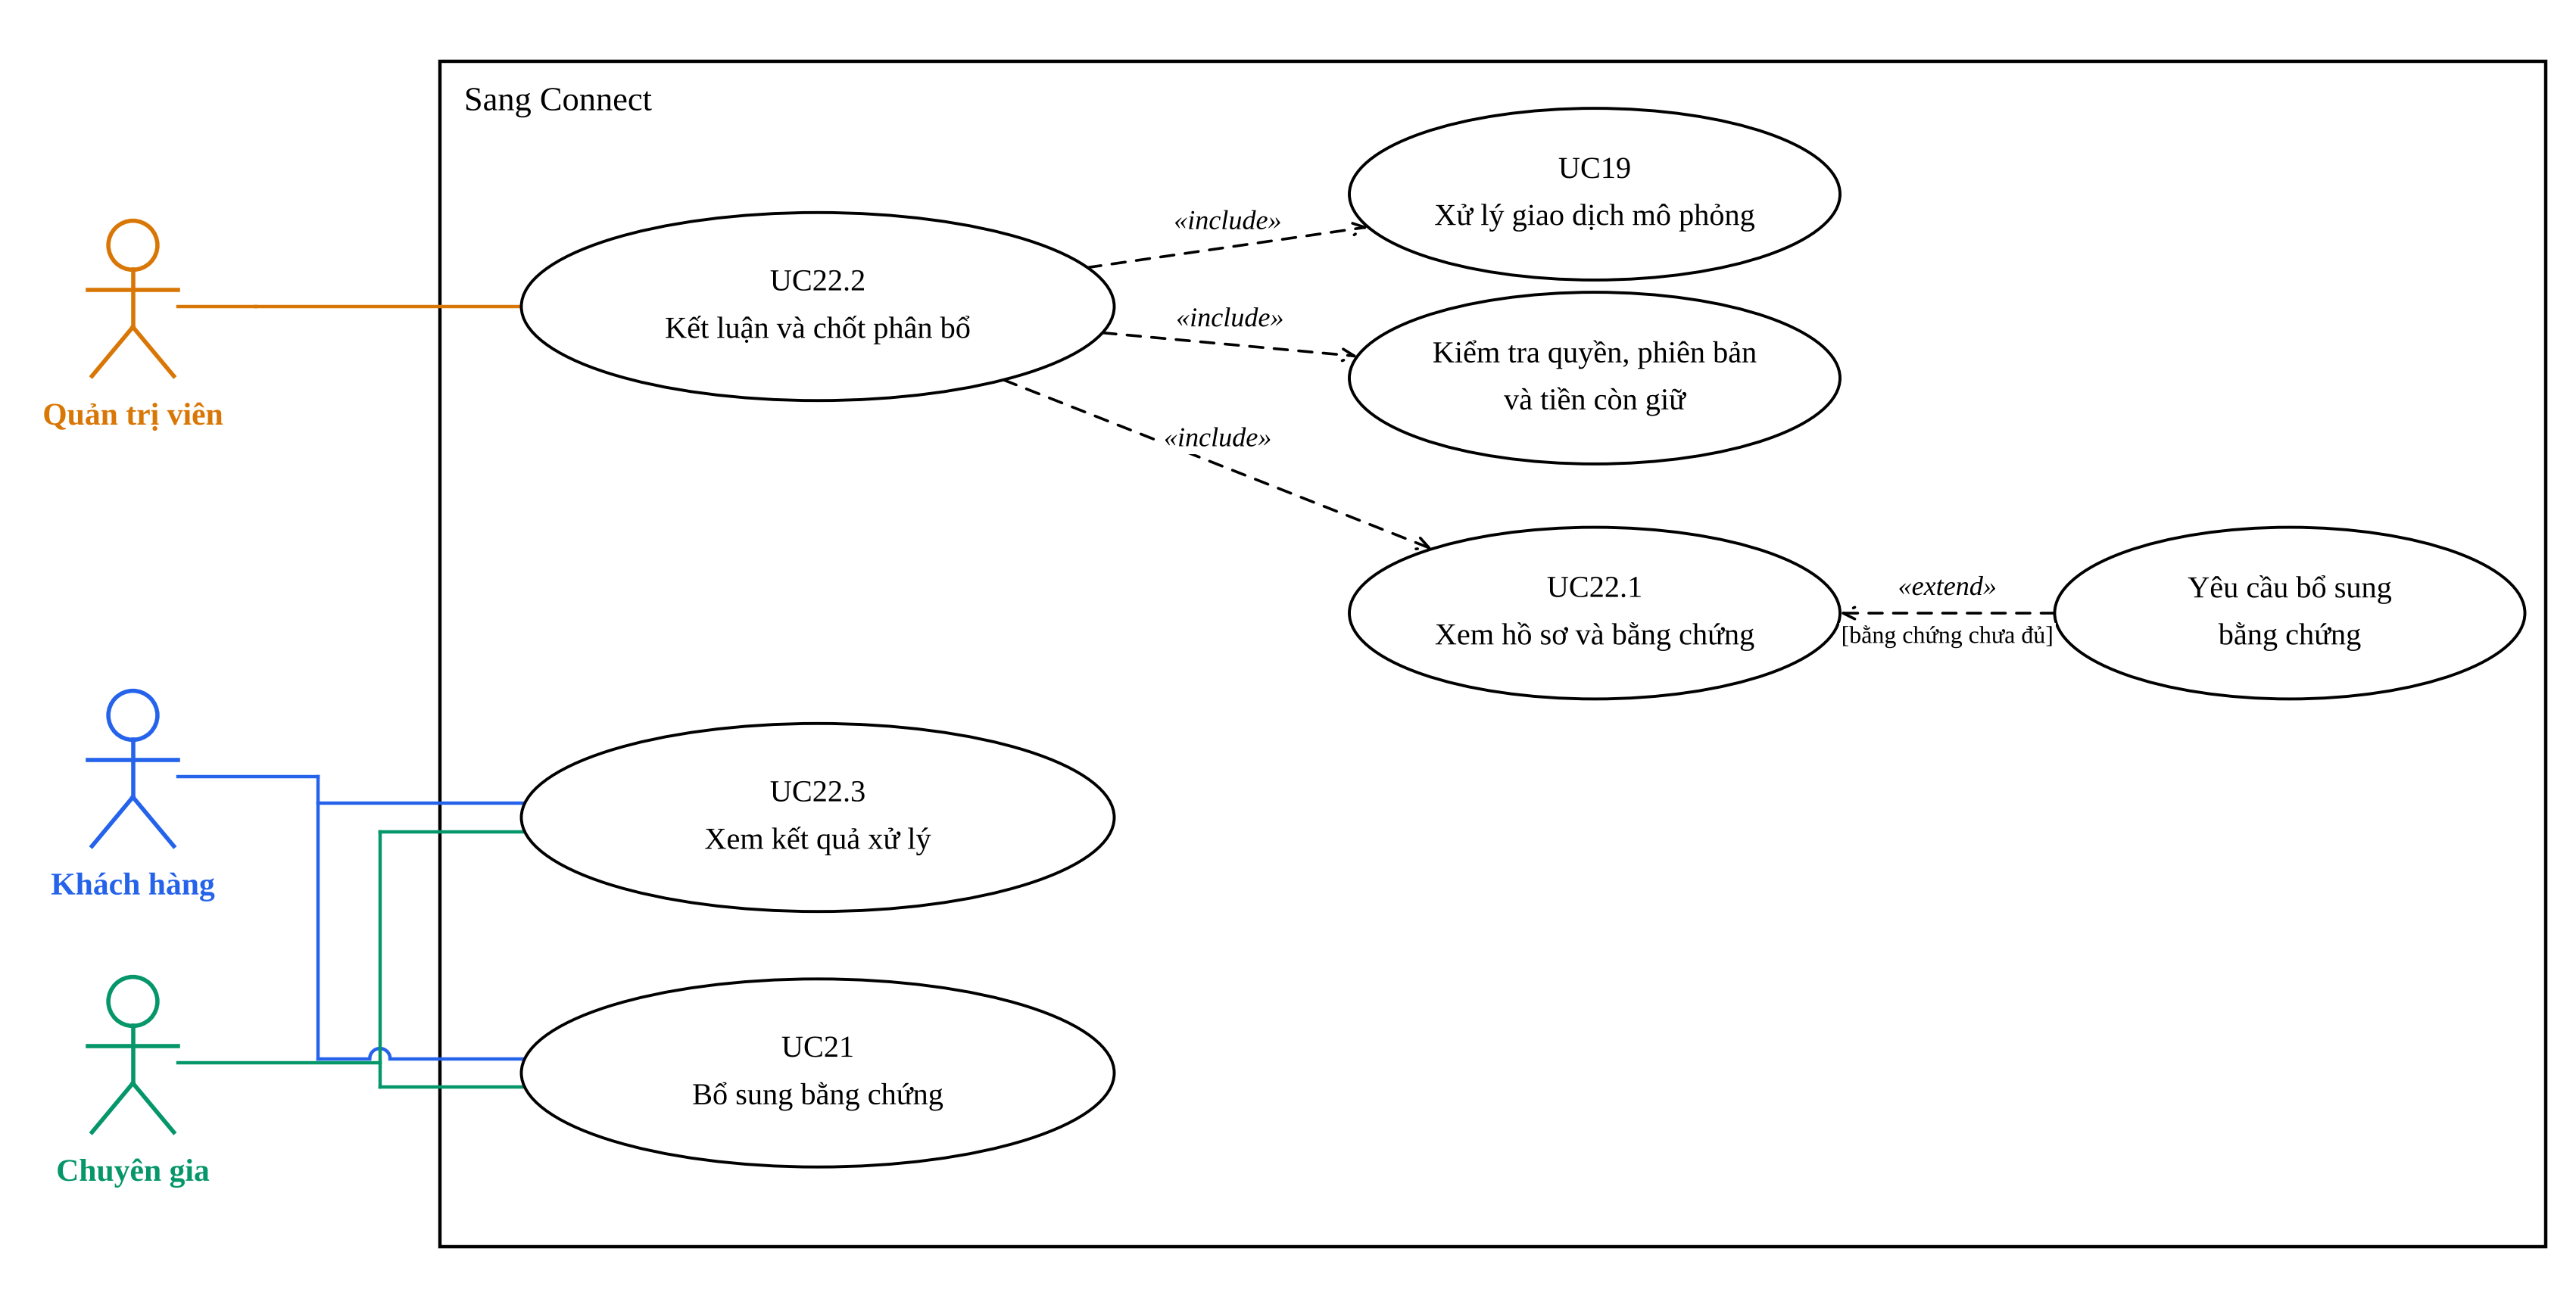 Sang Connect
UC19
Xử lý giao dịch mô phỏng
«include»
UC22.2
Kết luận và chốt phân bổ
«include»
Kiểm tra quyền, phiên bản
và tiền còn giữ
Quản trị viên
«include»
UC22.1
Xem hồ sơ và bằng chứng
«extend»
[bằng chứng chưa đủ]
Yêu cầu bổ sung
bằng chứng
UC22.3
Xem kết quả xử lý
Khách hàng
UC21
Bổ sung bằng chứng
Chuyên gia